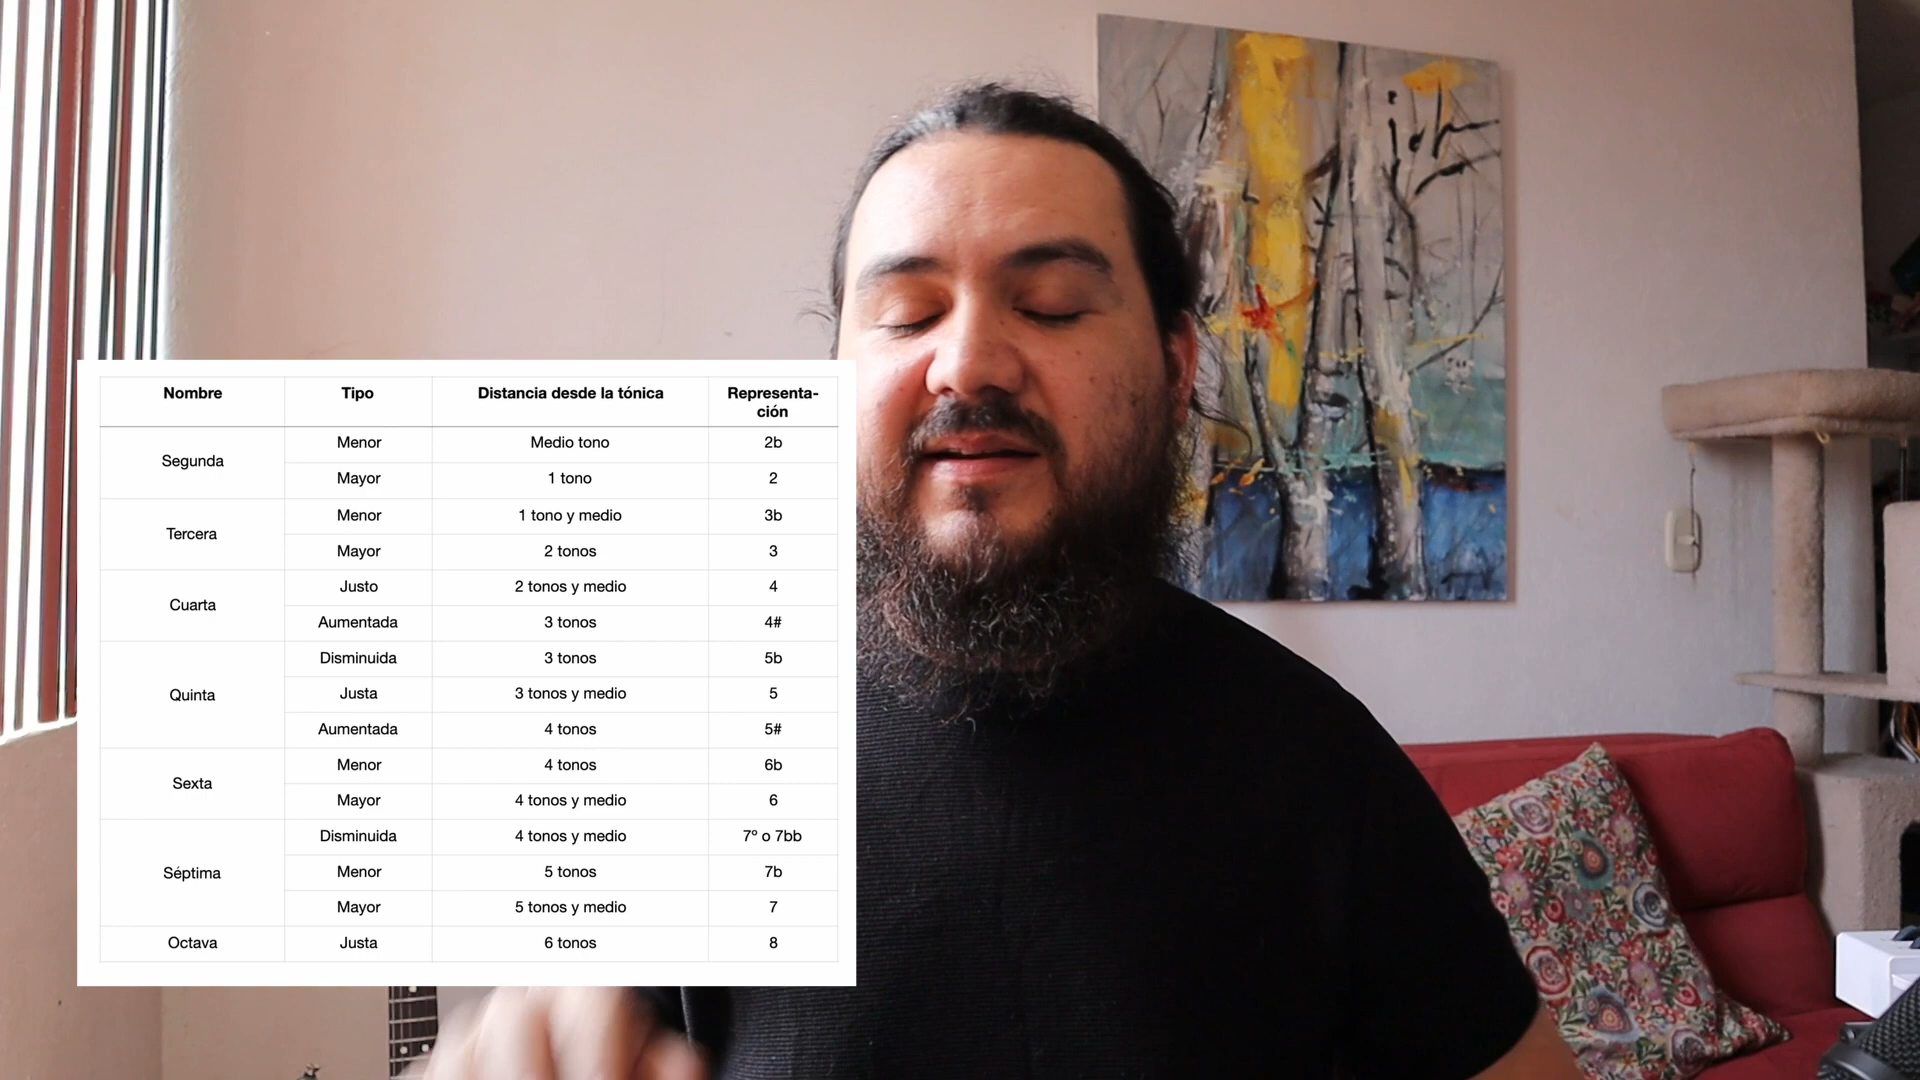 Nombre Tipo Distancia desde la tónica Representa-
ción
Segunda Menor Medio tono 2b
Mayor 1 tono 2
Tercera Menor 1 tono y medio 3b
Mayor 2 tonos 3
Cuarta Justo 2 tonos y medio 4
Aumentada 3 tonos 4#
Quinta Disminuida 3 tonos 5b
Justa 3 tonos y medio 5
Aumentada 4 tonos 5#
Sexta Menor 4 tonos 6b
Mayor 4 tonos y medio 6
Séptima Disminuida 4 tonos y medio 7º o 7bb
Menor 5 tonos 7b
Mayor 5 tonos y medio 7
Octava Justa 6 tonos 8